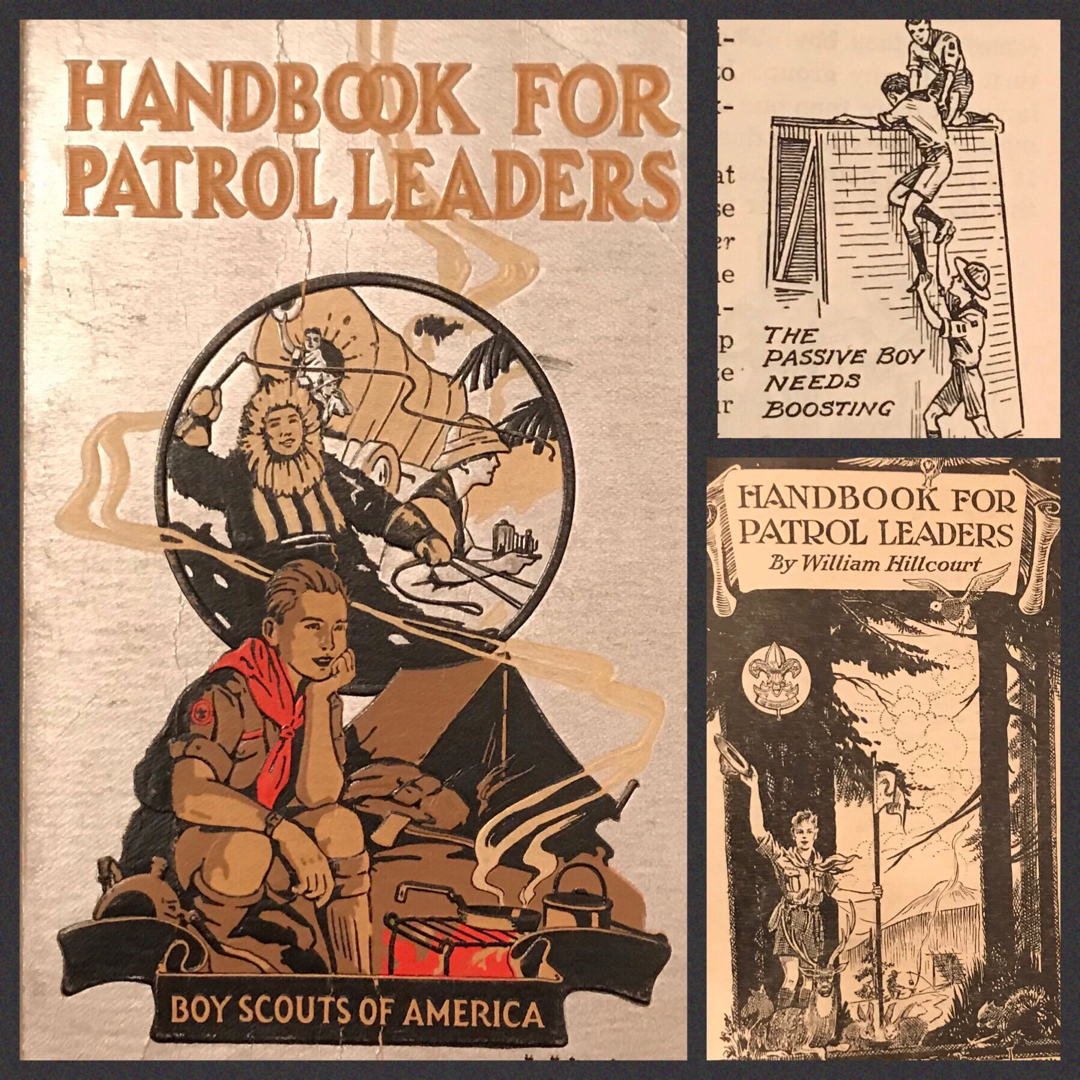 HANDBOOK FOR
PATROL LEADERS
BOY SCOUTS OF AMERICA
THE
PASSIVE BOY
NEEDS
BOOSTING
HANDBOOK FOR
PATROL LEADERS
By William Hillcourt